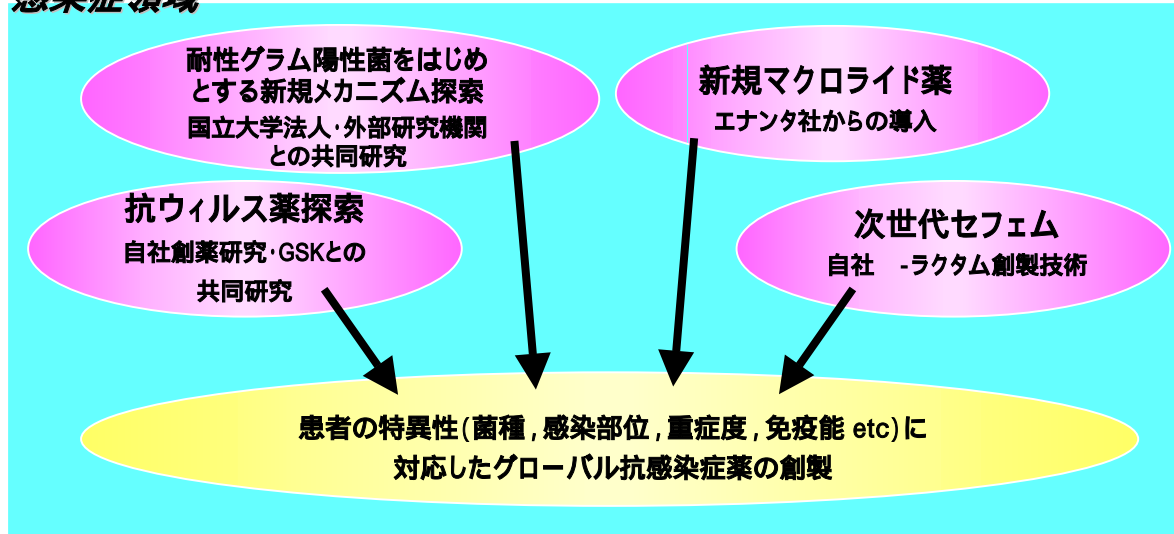 感染症領域
耐性グラム陽性菌をはじめ
とする新規メカニズム探索
国立大学法人・外部研究機関
との共同研究
新規マクロライド薬
エナンタ社からの導入
抗ウィルス薬探索
自社創薬研究・GSKとの
共同研究
次世代セフェム
自社 -ラクタム創製技術
患者の特異性(菌種,感染部位,重症度,免疫能 etc)に
対応したグローバル抗感染症薬の創製